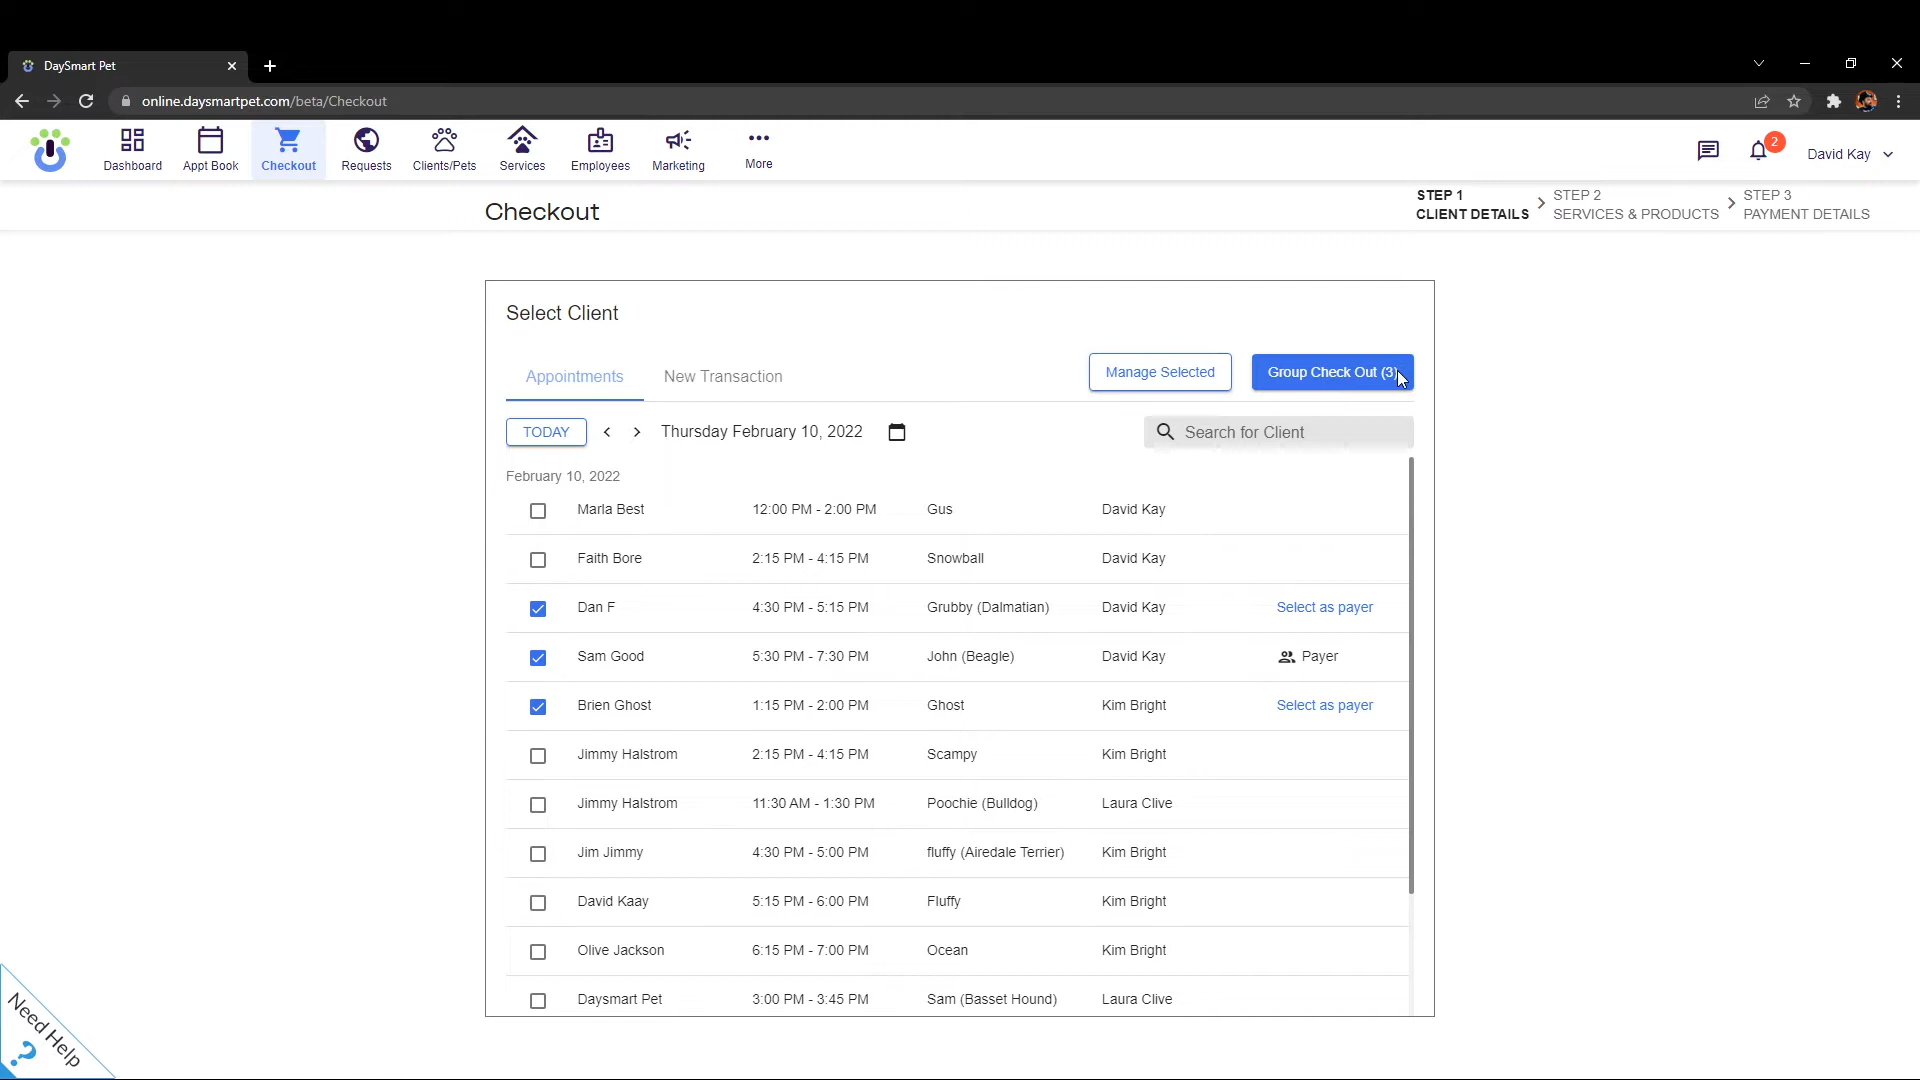 DaySmart Pet
online.daysmartpet.com/beta/Checkout
Dashboard
Appt Book
Checkout
Requests
Clients/Pets
Services
Employees
Marketing
More
2
David Kay
Checkout
STEP 1
CLIENT DETAILS
STEP 2
SERVICES & PRODUCTS
STEP 3
PAYMENT DETAILS
Select Client
Appointments
New Transaction
Manage Selected
Group Check Out (3)
TODAY
Thursday February 10, 2022
Search for Client
February 10, 2022
Marla Best 12:00 PM - 2:00 PM Gus David Kay
Faith Bore 2:15 PM - 4:15 PM Snowball David Kay
Dan F 4:30 PM - 5:15 PM Grubby (Dalmatian) David Kay Select as payer
Sam Good 5:30 PM - 7:30 PM John (Beagle) David Kay Payer
Brien Ghost 1:15 PM - 2:00 PM Ghost Kim Bright Select as payer
Jimmy Halstrom 2:15 PM - 4:15 PM Scampy Kim Bright
Jimmy Halstrom 11:30 AM - 1:30 PM Poochie (Bulldog) Laura Clive
Jim Jimmy 4:30 PM - 5:00 PM fluffy (Airedale Terrier) Kim Bright
David Kaay 5:15 PM - 6:00 PM Fluffy Kim Bright
Olive Jackson 6:15 PM - 7:00 PM Ocean Kim Bright
Daysmart Pet 3:00 PM - 3:45 PM Sam (Basset Hound) Laura Clive
Need Help
?